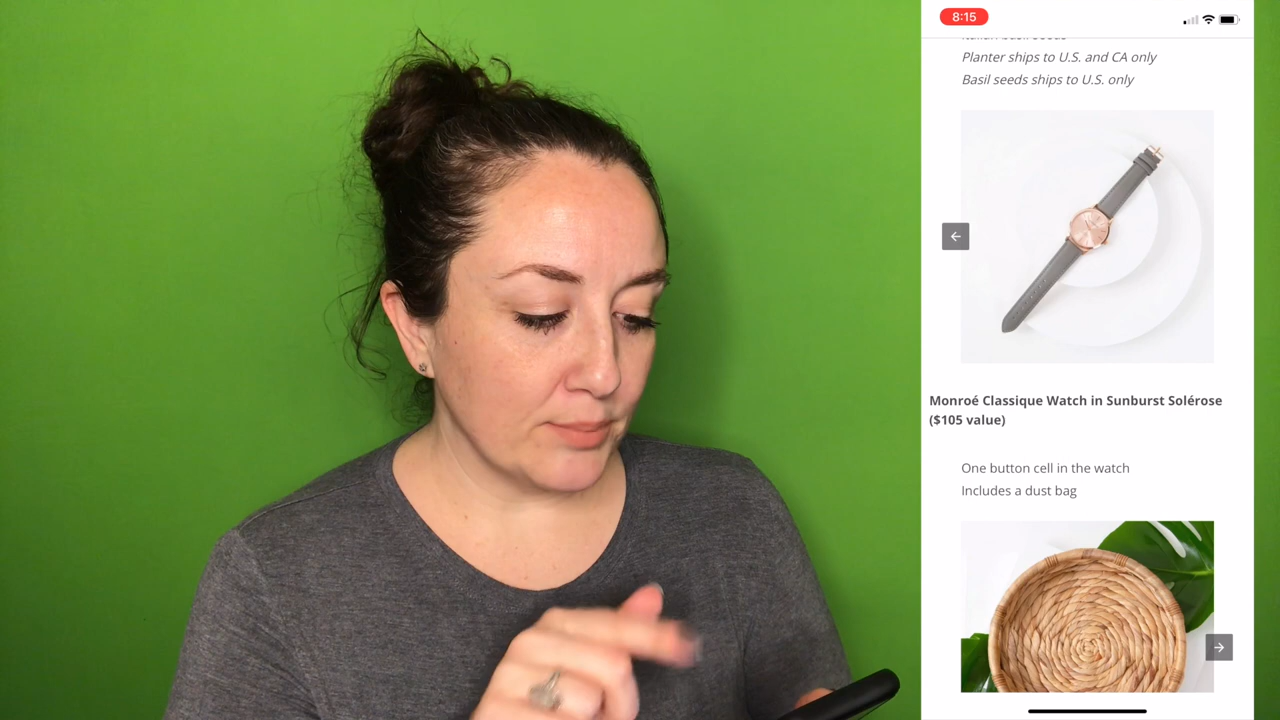 8:15
Planter ships to U.S. and CA only
Basil seeds ships to U.S. only
Monroé Classique Watch in Sunburst Solérose
($105 value)
One button cell in the watch
Includes a dust bag